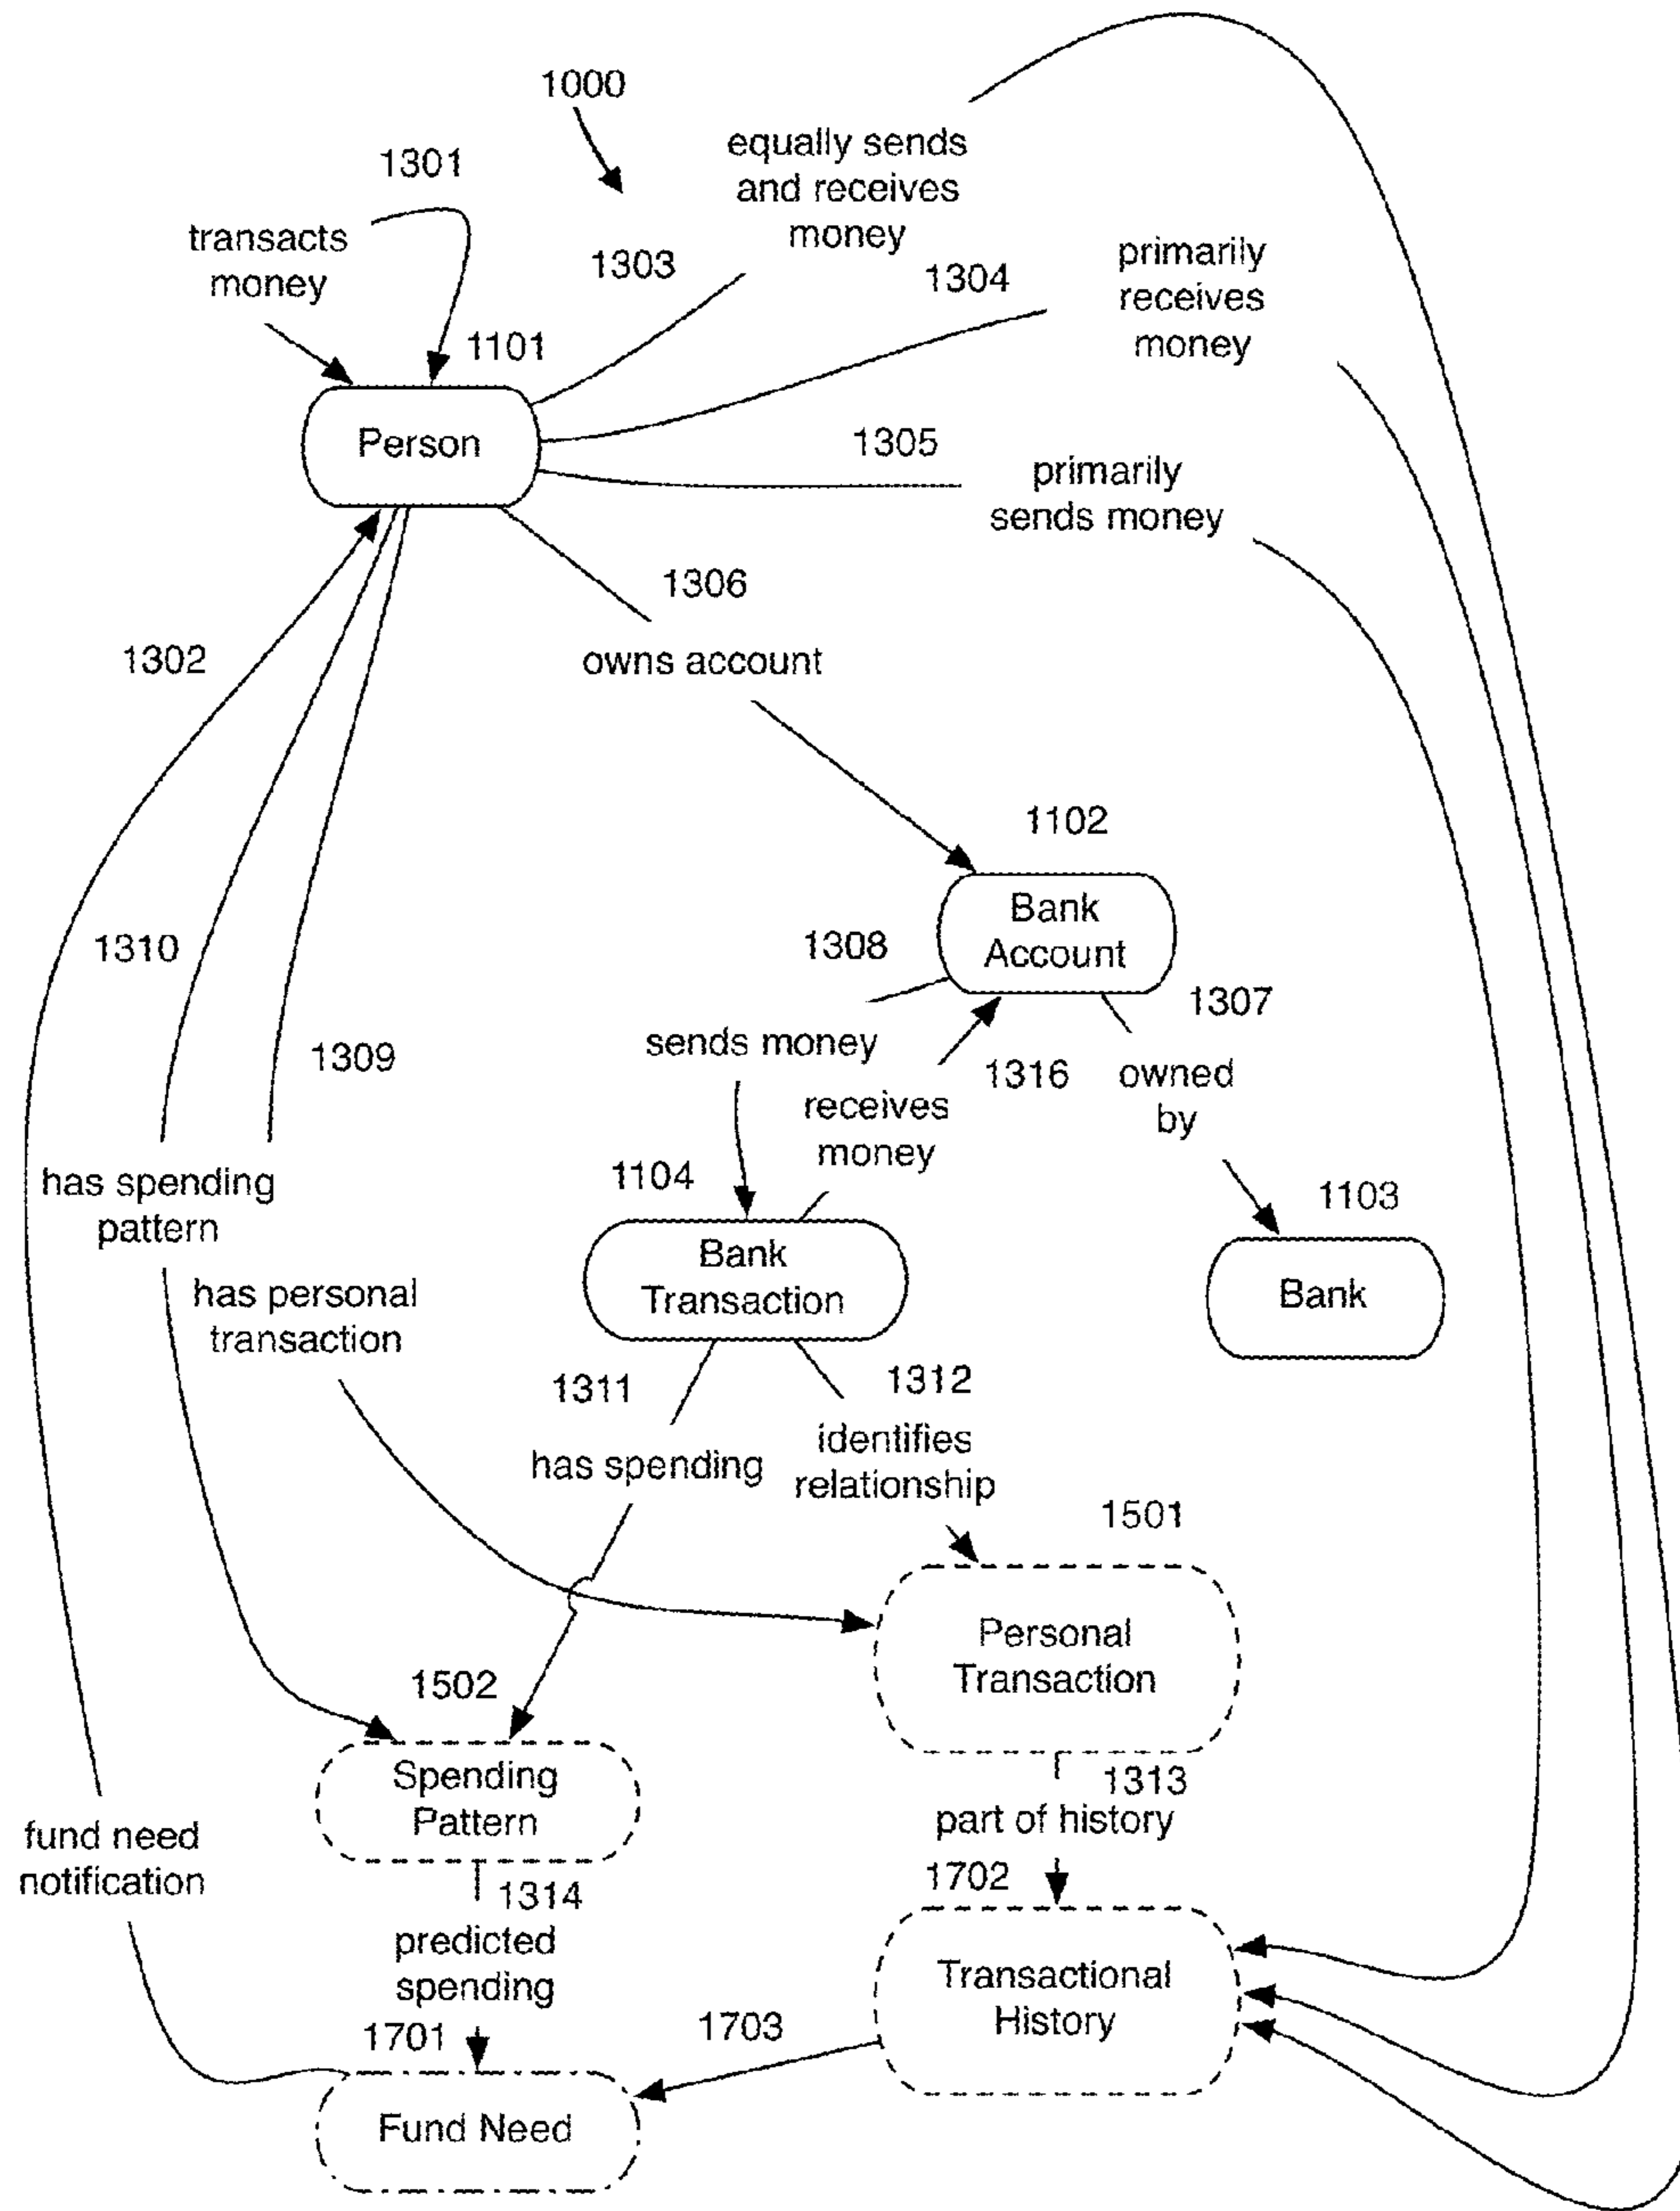 1000
equally sends
and receives
money
1301
transacts
money
1303
1304
primarily
receives
money
1101
Person
1305
primarily
sends money
1306
1302
owns account
1102
Bank
Account
1310
1308
1307
1309
sends money
1316
owned
by
receives
money
1104
has spending
pattern
1103
Bank
Transaction
Bank
has personal
transaction
1311
1312
identifies
relationship
has spending
1501
Personal
Transaction
1502
Spending
Pattern
1313
part of history
fund need
notification
1702
1314
predicted
spending
Transactional
History
1701
1703
Fund Need